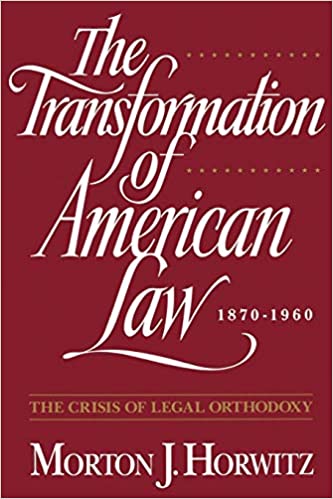 The
Transformation
of
American
Law
1870-1960
THE CRISIS OF LEGAL ORTHODOXY
MORTON J. HORWITZ